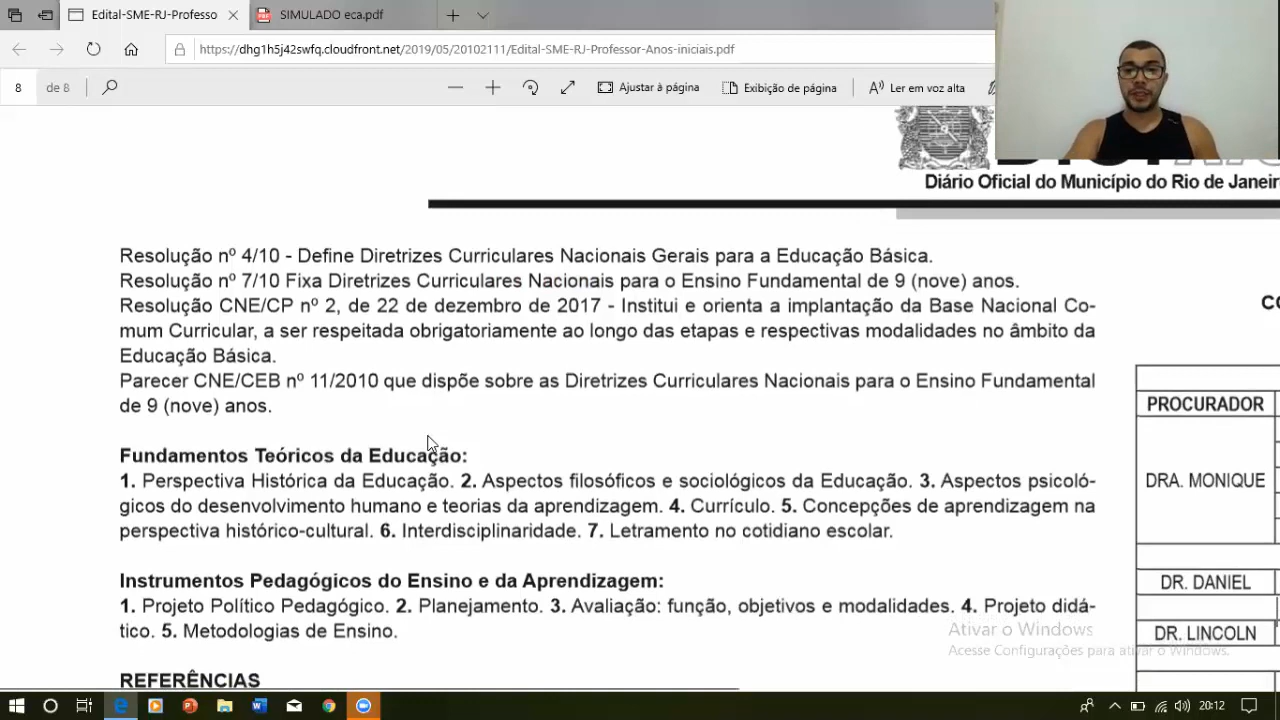 Edital-SME-RJ-Professo
SIMULADO eca.pdf
https://dhg1h5j42swfq.cloudfront.net/2019/05/20102111/Edital-SME-RJ-Professor-Anos-iniciais.pdf
8 de 8
Ajustar à página
Exibição de página
Ler em voz alta
Diário Oficial do Município do Rio de Janeir
Resolução nº 4/10 - Define Diretrizes Curriculares Nacionais Gerais para a Educação Básica.
Resolução nº 7/10 Fixa Diretrizes Curriculares Nacionais para o Ensino Fundamental de 9 (nove) anos.
Resolução CNE/CP nº 2, de 22 de dezembro de 2017 - Institui e orienta a implantação da Base Nacional Co-
mum Curricular, a ser respeitada obrigatoriamente ao longo das etapas e respectivas modalidades no âmbito da
Educação Básica.
Parecer CNE/CEB nº 11/2010 que dispõe sobre as Diretrizes Curriculares Nacionais para o Ensino Fundamental
de 9 (nove) anos.
Fundamentos Teóricos da Educação:
1. Perspectiva Histórica da Educação. 2. Aspectos filosóficos e sociológicos da Educação. 3. Aspectos psicoló-
gicos do desenvolvimento humano e teorias da aprendizagem. 4. Currículo. 5. Concepções de aprendizagem na
perspectiva histórico-cultural. 6. Interdisciplinaridade. 7. Letramento no cotidiano escolar.
Instrumentos Pedagógicos do Ensino e da Aprendizagem:
1. Projeto Político Pedagógico. 2. Planejamento. 3. Avaliação: função, objetivos e modalidades. 4. Projeto didá-
tico. 5. Metodologias de Ensino.
REFERÊNCIAS
CO
PROCURADOR
DRA. MONIQUE
DR. DANIEL
DR. LINCOLN
Ativar o Windows
Acesse Configurações para ativar o Windows.
20:12